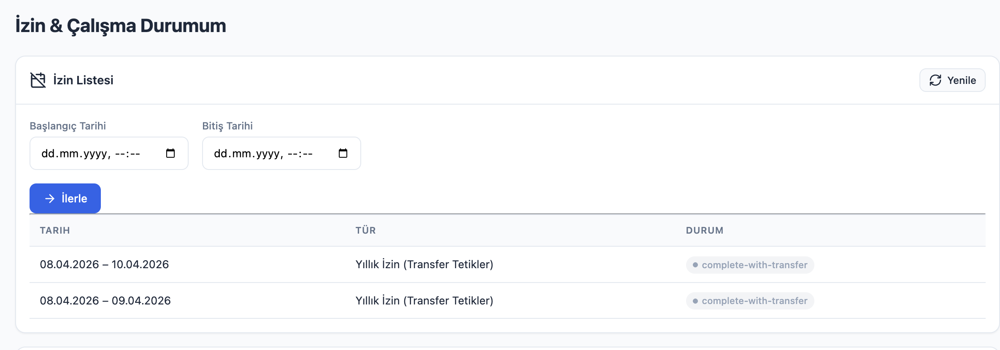 İzin & Çalışma Durumum
İzin Listesi
Yenile
Başlangıç Tarihi Bitiş Tarihi
dd.mm.yyyy, --:-- dd.mm.yyyy, --:--
İlerle
TARIH TÜR DURUM
08.04.2026 – 10.04.2026 Yıllık İzin (Transfer Tetikler) complete-with-transfer
08.04.2026 – 09.04.2026 Yıllık İzin (Transfer Tetikler) complete-with-transfer